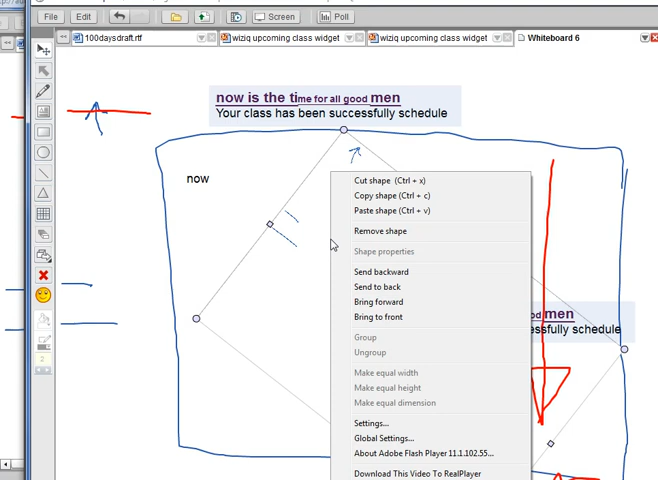 File Edit Screen Poll
<< 100daysdraft.rtf wiziq upcoming class widget wiziq upcoming class widget Whiteboard 6
now is the time for all good men
Your class has been successfully schedule
now
Cut shape (Ctrl + x)
Copy shape (Ctrl + c)
Paste shape (Ctrl + v)
Remove shape
Shape properties
Send backward
Send to back
Bring forward
Bring to front
od men
essfully schedule
Group
Ungroup
Make equal width
Make equal height
Make equal dimension
2
Settings...
Global Settings...
About Adobe Flash Player 11.1.102.55...
Download This Video To RealPlayer